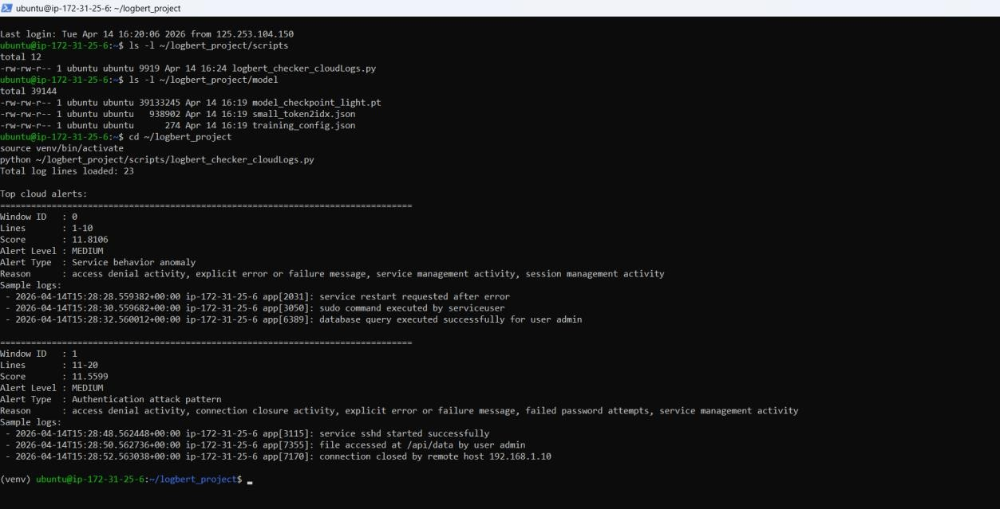 ubuntu@ip-172-31-25-6: ~/logbert_project
Last login: Tue Apr 14 16:20:06 2026 from 125.253.104.150
ubuntu@ip-172-31-25-6:~$ ls -l ~/logbert_project/scripts
total 12
-rw-rw-r-- 1 ubuntu ubuntu 9919 Apr 14 16:24 logbert_checker_cloudLogs.py
ubuntu@ip-172-31-25-6:~$ ls -l ~/logbert_project/model
total 39144
-rw-rw-r-- 1 ubuntu ubuntu 39133245 Apr 14 16:19 model_checkpoint_light.pt
-rw-rw-r-- 1 ubuntu ubuntu   938902 Apr 14 16:19 small_token2idx.json
-rw-rw-r-- 1 ubuntu ubuntu      274 Apr 14 16:19 training_config.json
ubuntu@ip-172-31-25-6:~$ cd ~/logbert_project
source venv/bin/activate
python ~/logbert_project/scripts/logbert_checker_cloudLogs.py
Total log lines loaded: 23
Top cloud alerts:
================================================================================
Window ID   : 0
Lines       : 1-10
Score       : 11.8106
Alert Level : MEDIUM
Alert Type  : Service behavior anomaly
Reason      : access denial activity, explicit error or failure message, service management activity, session management activity
Sample logs:
 - 2026-04-14T15:28:28.559382+00:00 ip-172-31-25-6 app[2031]: service restart requested after error
 - 2026-04-14T15:28:30.559682+00:00 ip-172-31-25-6 app[3050]: sudo command executed by serviceuser
 - 2026-04-14T15:28:32.560012+00:00 ip-172-31-25-6 app[6389]: database query executed successfully for user admin
================================================================================
Window ID   : 1
Lines       : 11-20
Score       : 11.5599
Alert Level : MEDIUM
Alert Type  : Authentication attack pattern
Reason      : access denial activity, connection closure activity, explicit error or failure message, failed password attempts, service management activity
Sample logs:
 - 2026-04-14T15:28:48.562448+00:00 ip-172-31-25-6 app[3115]: service sshd started successfully
 - 2026-04-14T15:28:50.562736+00:00 ip-172-31-25-6 app[7355]: file accessed at /api/data by user admin
 - 2026-04-14T15:28:52.563038+00:00 ip-172-31-25-6 app[7170]: connection closed by remote host 192.168.1.10
(venv) ubuntu@ip-172-31-25-6:~/logbert_project$